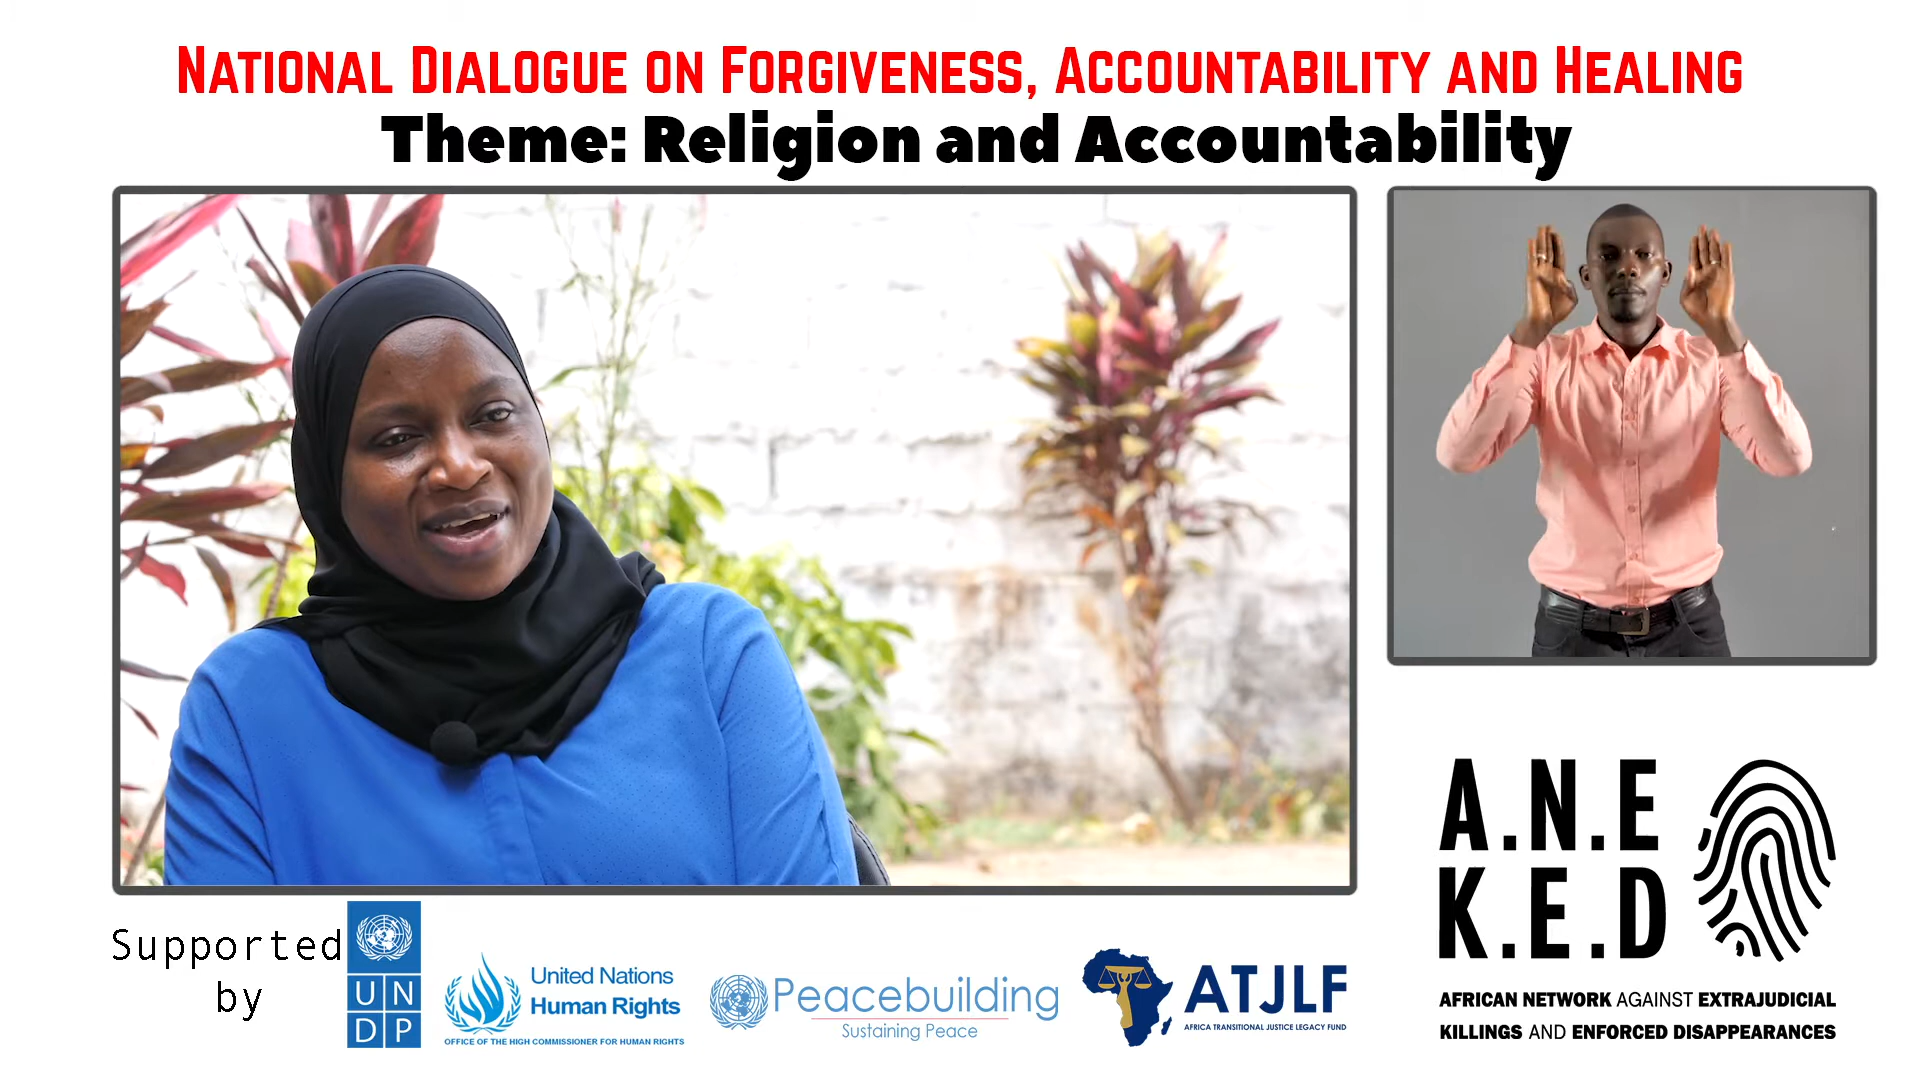 NATIONAL DIALOGUE ON FORGIVENESS, ACCOUNTABILITY AND HEALING
Theme: Religion and Accountability
Supported
by
UN
DP
United Nations
Human Rights
OFFICE OF THE HIGH COMMISSIONER FOR HUMAN RIGHTS
Peacebuilding
Sustaining Peace
ATJLF
AFRICA TRANSITIONAL JUSTICE LEGACY FUND
A.N.E
K.E.D
AFRICAN NETWORK AGAINST EXTRAJUDICIAL
KILLINGS AND ENFORCED DISAPPEARANCES